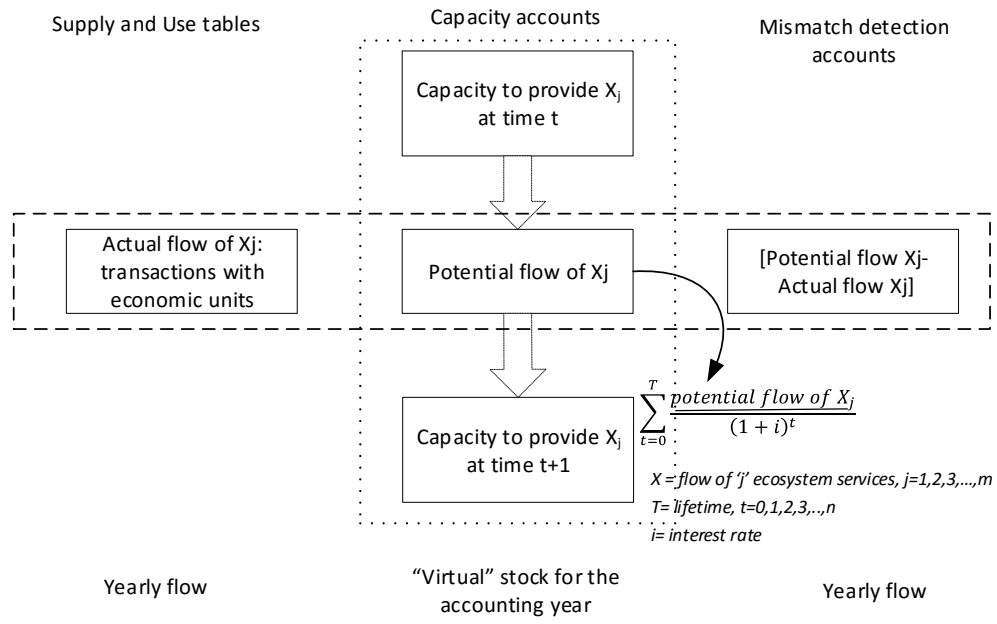 Supply and Use tables
Capacity accounts
Mismatch detection
accounts
Capacity to provide Xj
at time t
Actual flow of Xj:
transactions with
economic units
Potential flow of Xj
[Potential flow Xj-
Actual flow Xj]
Capacity to provide Xj
at time t+1
T
∑
t=0
potential flow of Xj
(1 + i)^t
X = flow of ‘j’ ecosystem services, j=1,2,3,...,m
T= lifetime, t=0,1,2,3,..,n
i= interest rate
Yearly flow
“Virtual” stock for the
accounting year
Yearly flow